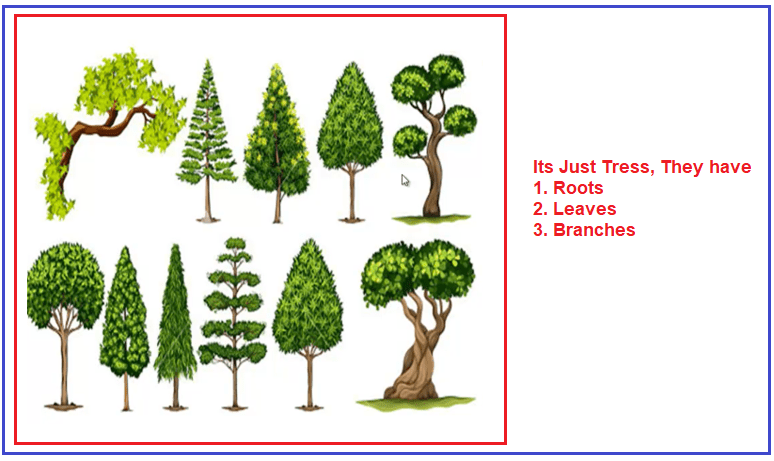 Its Just Tress, They have
1. Roots
2. Leaves
3. Branches